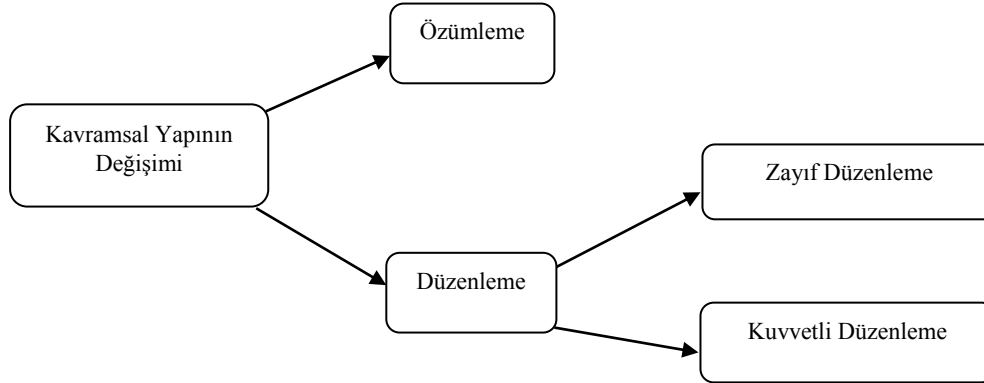 Özümleme
Kavramsal Yapının
Değişimi
Zayıf Düzenleme
Düzenleme
Kuvvetli Düzenleme